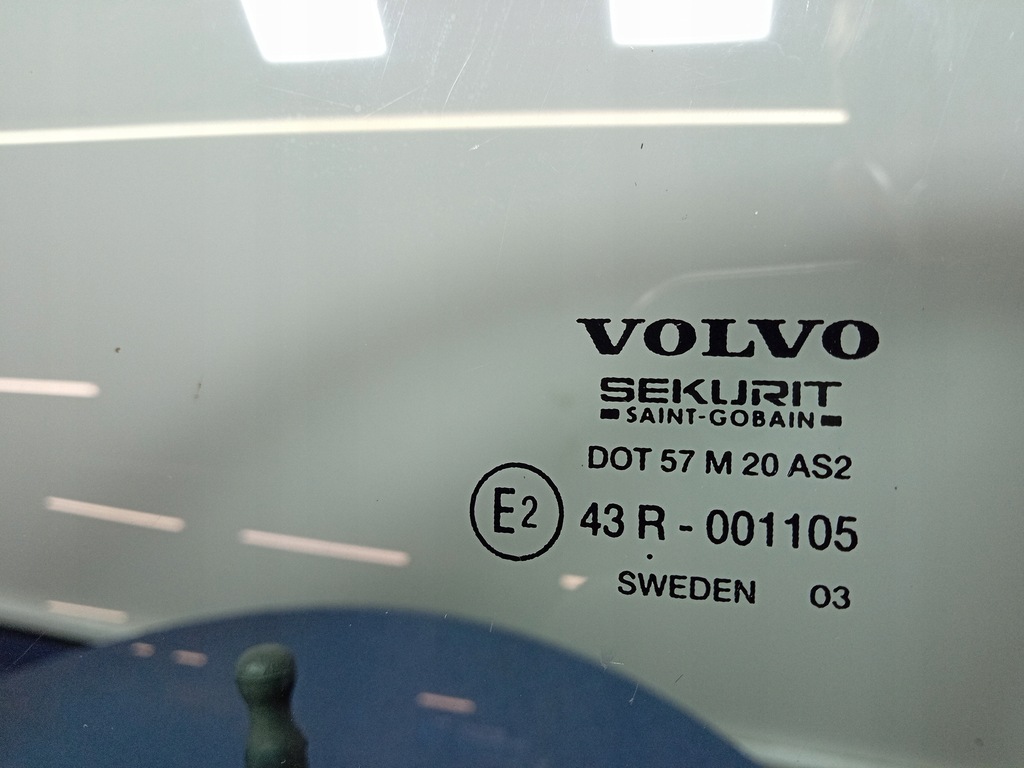 VOLVO
SEKURIT
SAINT-GOBAIN
DOT 57 M 20 AS2
E2 43 R - 001105
SWEDEN 03